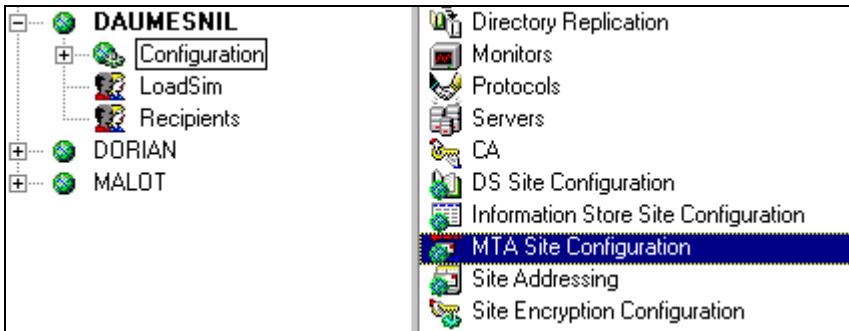 DAUMESNIL
Configuration
LoadSim
Recipients
DORIAN
MALOT
Directory Replication
Monitors
Protocols
Servers
CA
DS Site Configuration
Information Store Site Configuration
MTA Site Configuration
Site Addressing
Site Encryption Configuration